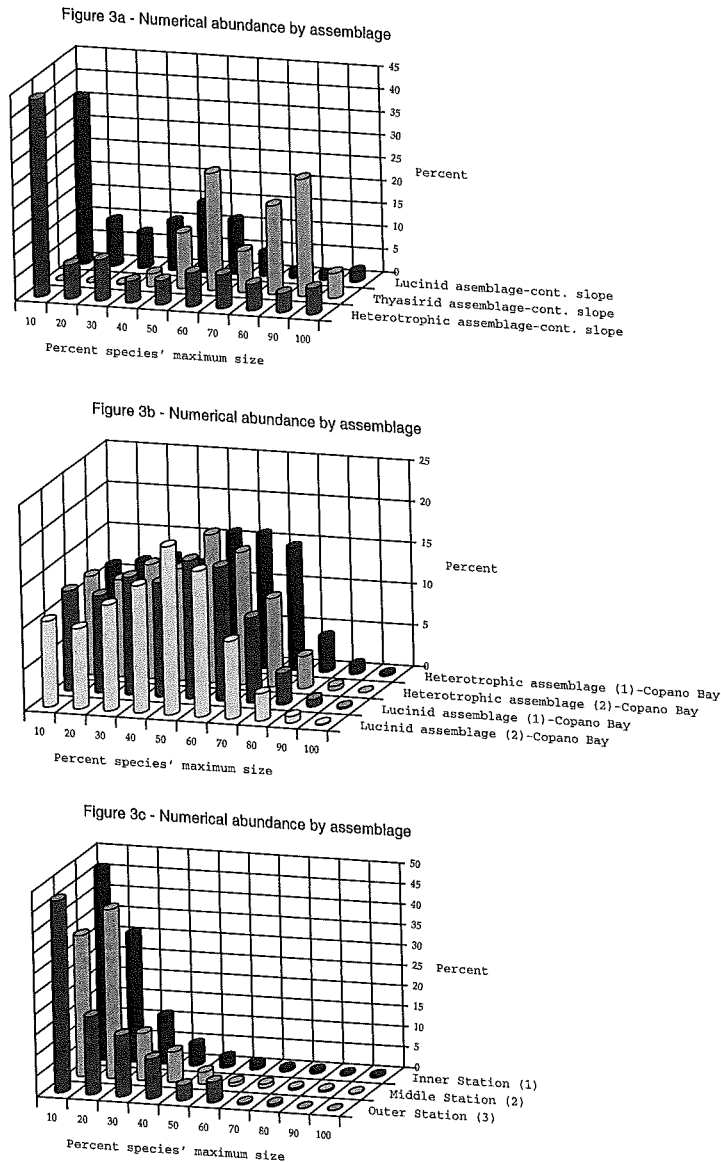 Figure 3a - Numerical abundance by assemblage
45
40
35
30
25
20
15
10
5
0
Percent
Lucinid asemblage-cont. slope
Thyasirid assemblage-cont. slope
Heterotrophic assemblage-cont. slope
10 20 30 40 50 60 70 80 90 100
Percent species' maximum size
Figure 3b - Numerical abundance by assemblage
25
20
15
10
5
0
Percent
Heterotrophic assemblage (1)-Copano Bay
Heterotrophic assemblage (2)-Copano Bay
Lucinid assemblage (1)-Copano Bay
Lucinid assemblage (2)-Copano Bay
10 20 30 40 50 60 70 80 90 100
Percent species' maximum size
Figure 3c - Numerical abundance by assemblage
50
45
40
35
30
25
20
15
10
5
0
Percent
Inner Station (1)
Middle Station (2)
Outer Station (3)
10 20 30 40 50 60 70 80 90 100
Percent species' maximum size